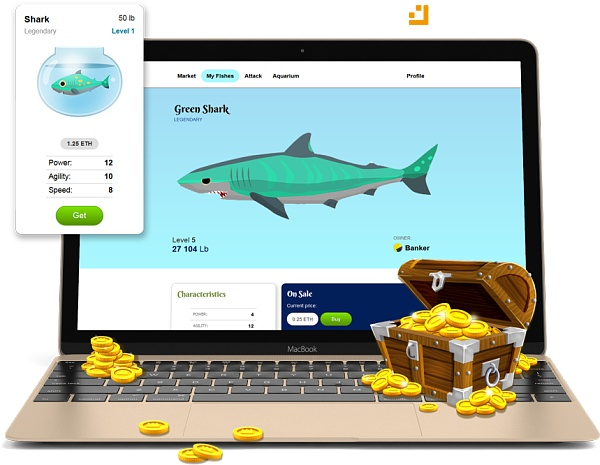 Shark
50 lb
Legendary
Level 1
1.25 ETH
Power: 12
Agility: 10
Speed: 8
Get
Market My Fishes Attack Aquarium Profile
Green Shark
LEGENDARY
Level 5
27 104 Lb
OWNER:
Banker
Characteristics
POWER: 4
AGILITY: 12
On Sale
Current price:
0.25 ETH Buy
MacBook